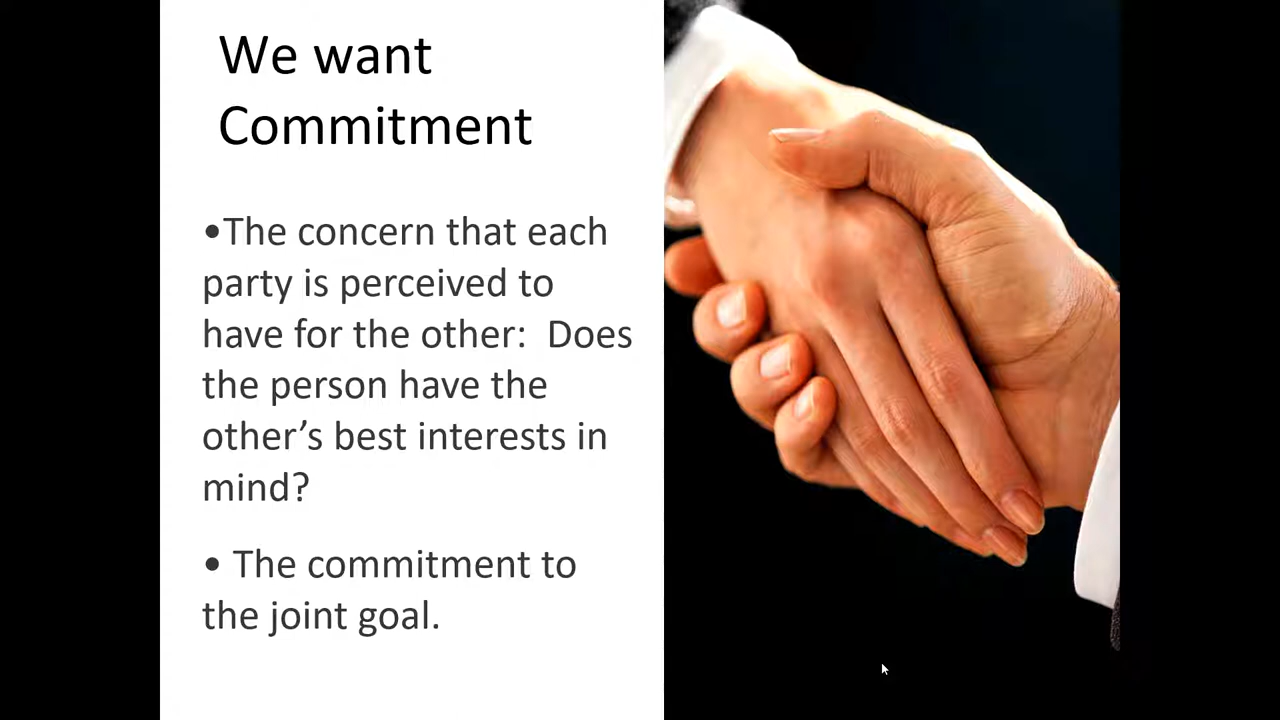 We want
Commitment
•The concern that each
party is perceived to
have for the other:  Does
the person have the
other’s best interests in
mind?
• The commitment to
the joint goal.